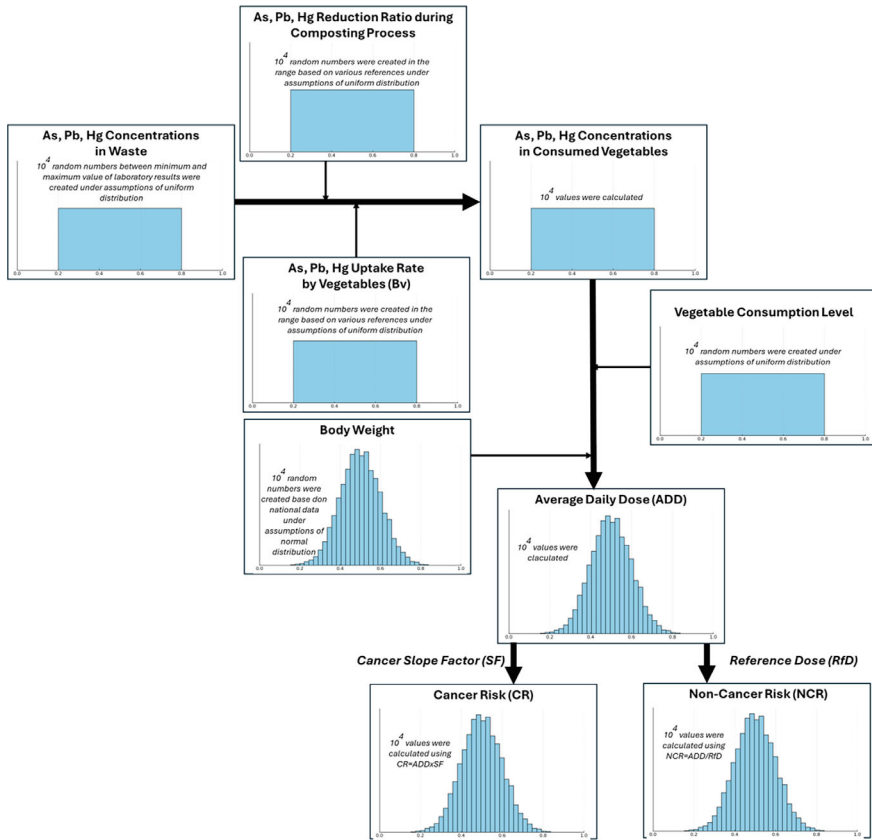 As, Pb, Hg Reduction Ratio during
Composting Process
10^4 random numbers were created in the
range based on various references under
assumptions of uniform distribution
0.0 0.2 0.4 0.6 0.8 1.0
As, Pb, Hg Concentrations
in Waste
10^4 random numbers between minimum and
maximum value of laboratory results were
created under assumptions of uniform
distribution
0.0 0.2 0.4 0.6 0.8 1.0
As, Pb, Hg Concentrations
in Consumed Vegetables
10^4 values were calculated
0.0 0.2 0.4 0.6 0.8 1.0
As, Pb, Hg Uptake Rate
by Vegetables (Bv)
10^4 random numbers were created in the
range based on various references under
assumptions of uniform distribution
0.0 0.2 0.4 0.6 0.8 1.0
Vegetable Consumption Level
10^4 random numbers were created under
assumptions of uniform distribution
0.0 0.2 0.4 0.6 0.8 1.0
Body Weight
10^4 random
numbers were
created base don
national data
under
assumptions of
normal
distribution
0.0 0.2 0.4 0.6 0.8 1.0
Average Daily Dose (ADD)
10^4 values were
claculated
0.0 0.2 0.4 0.6 0.8 1.0
Cancer Slope Factor (SF)
Reference Dose (RfD)
Cancer Risk (CR)
10^4 values were
calculated using
CR=ADDxSF
0.0 0.2 0.4 0.6 0.8 1.0
Non-Cancer Risk (NCR)
10^4 values were
calculated using
NCR=ADD/RfD
0.0 0.2 0.4 0.6 0.8 1.0